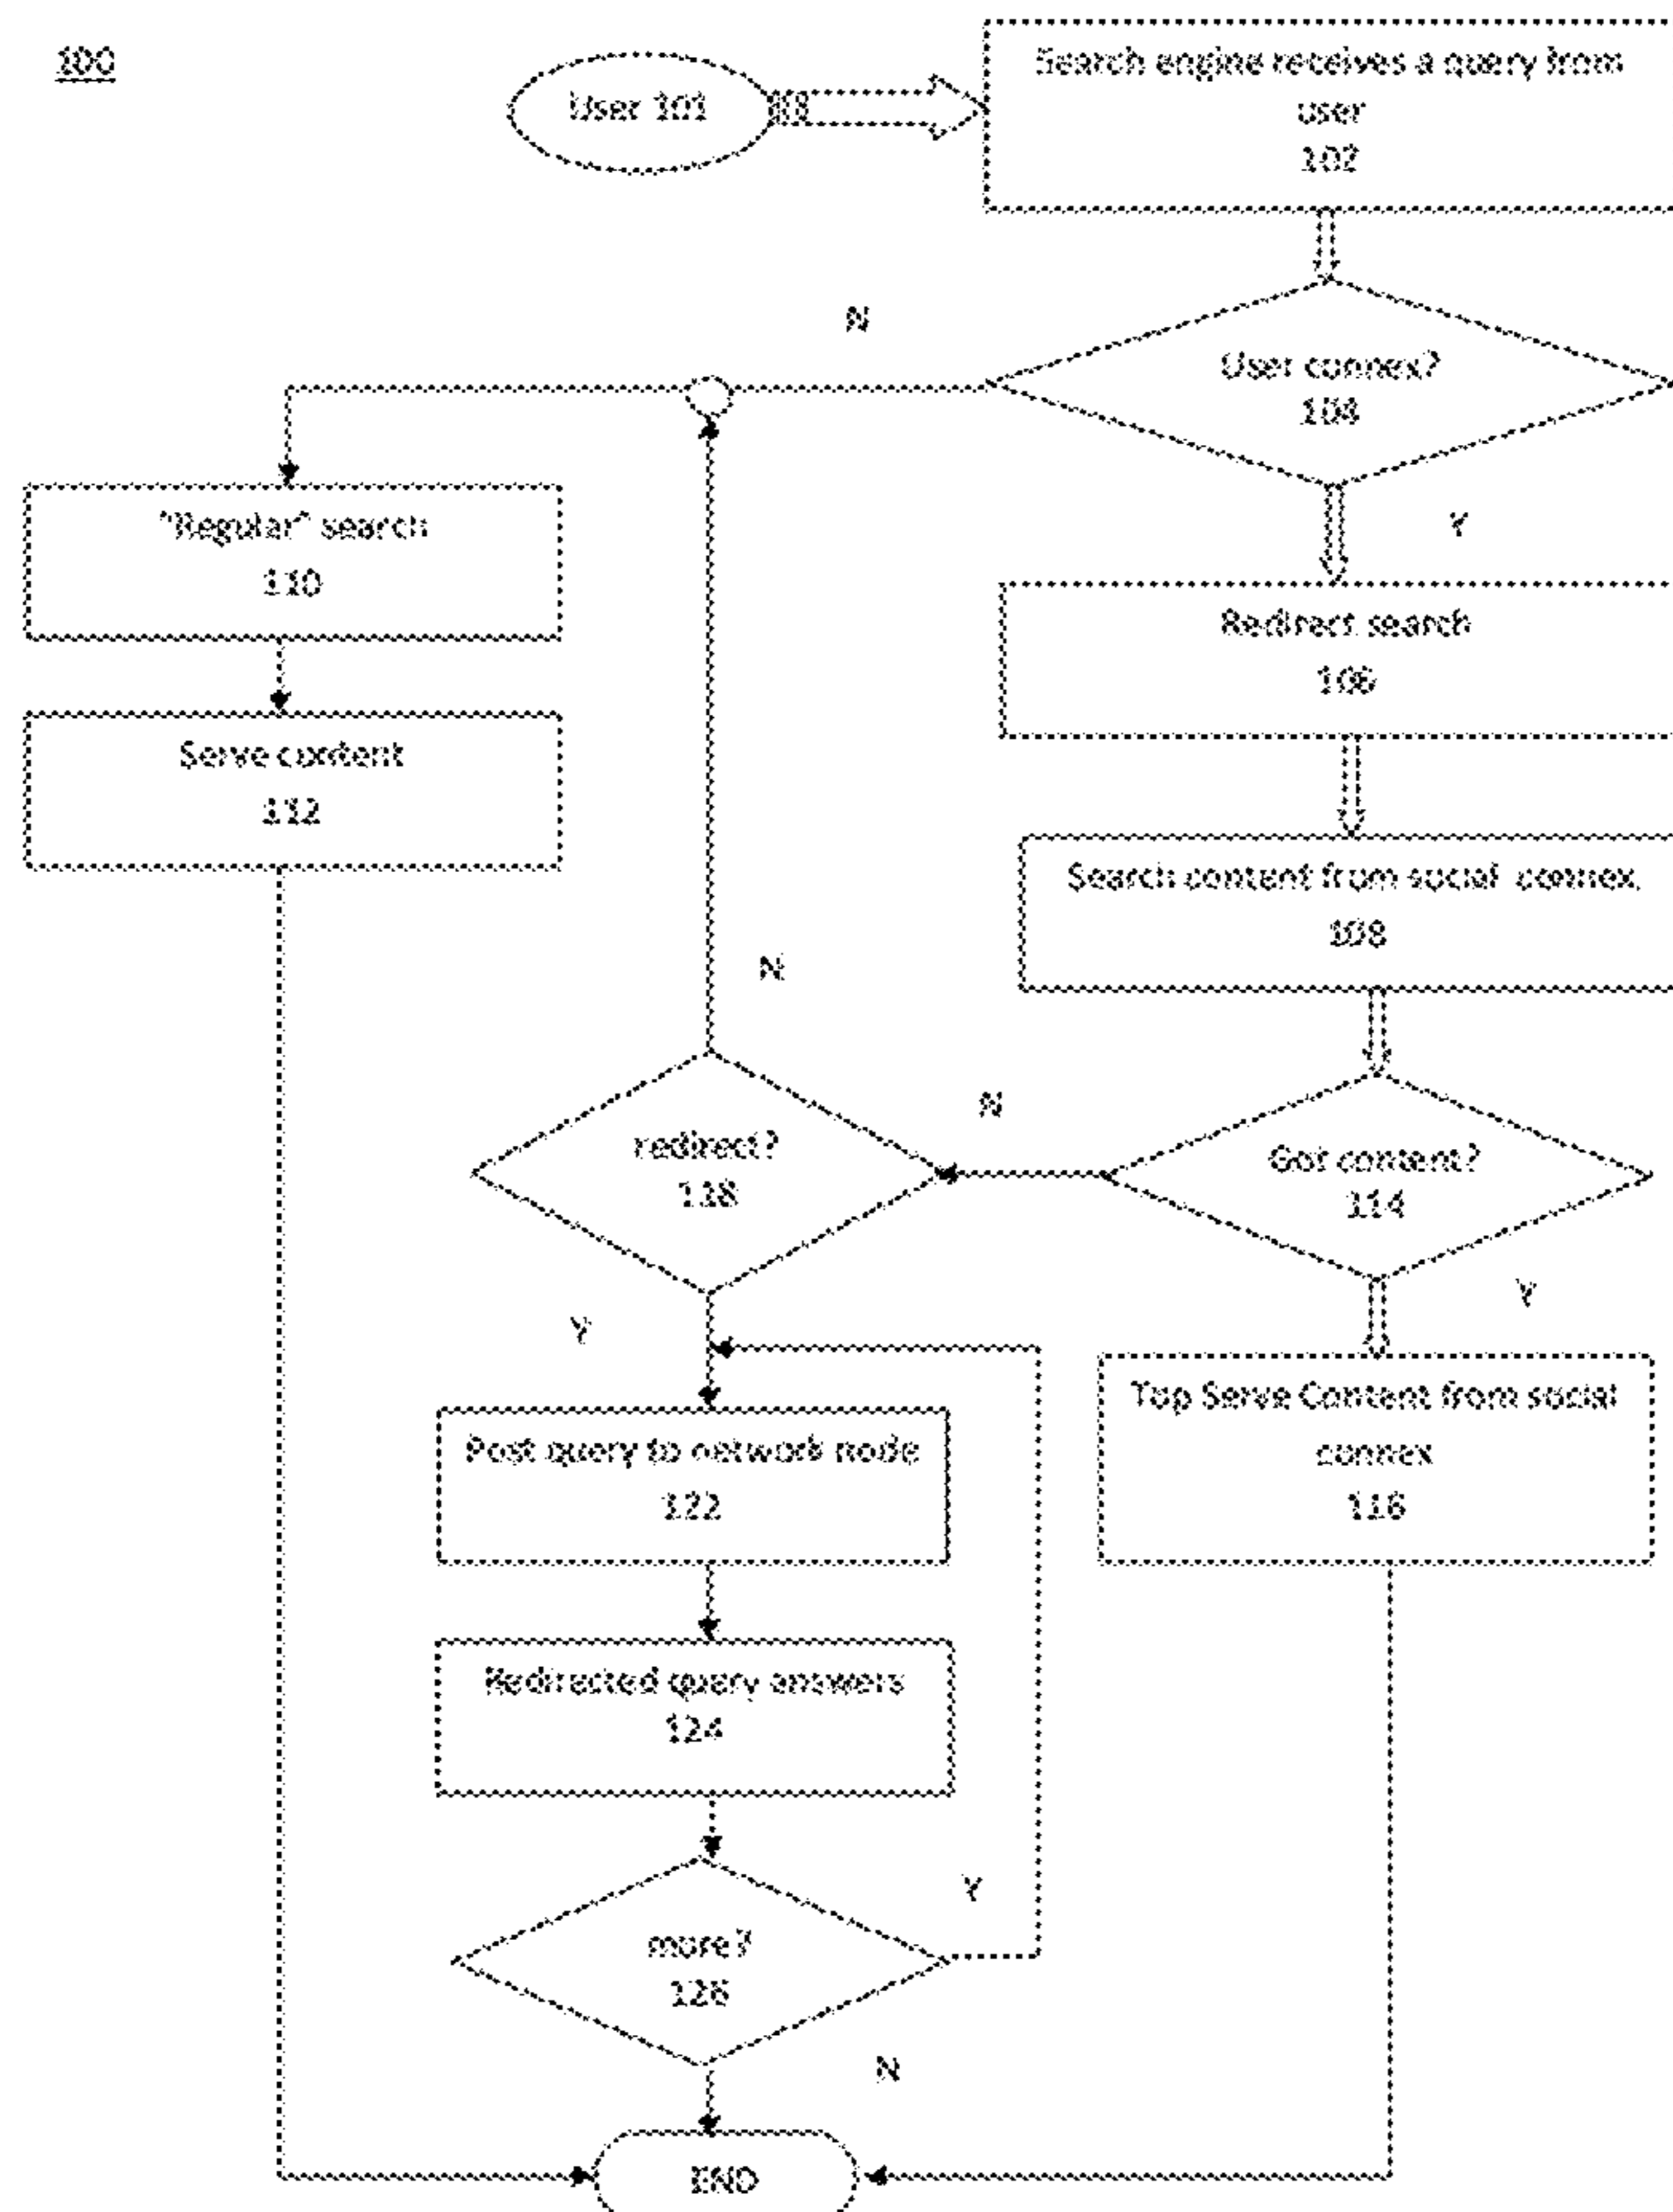 100
User 101
Search engine receives a query from
user
102
N
User connex?
104
Y
"Regular" search
110
Redirect search
106
Serve content
112
Search content from social connex.
108
N
N
redirect?
118
Got content?
114
Y
Y
Post query to network node
122
Top Serve Content from social
connex
116
Redirected query answers
124
Y
more?
126
N
END